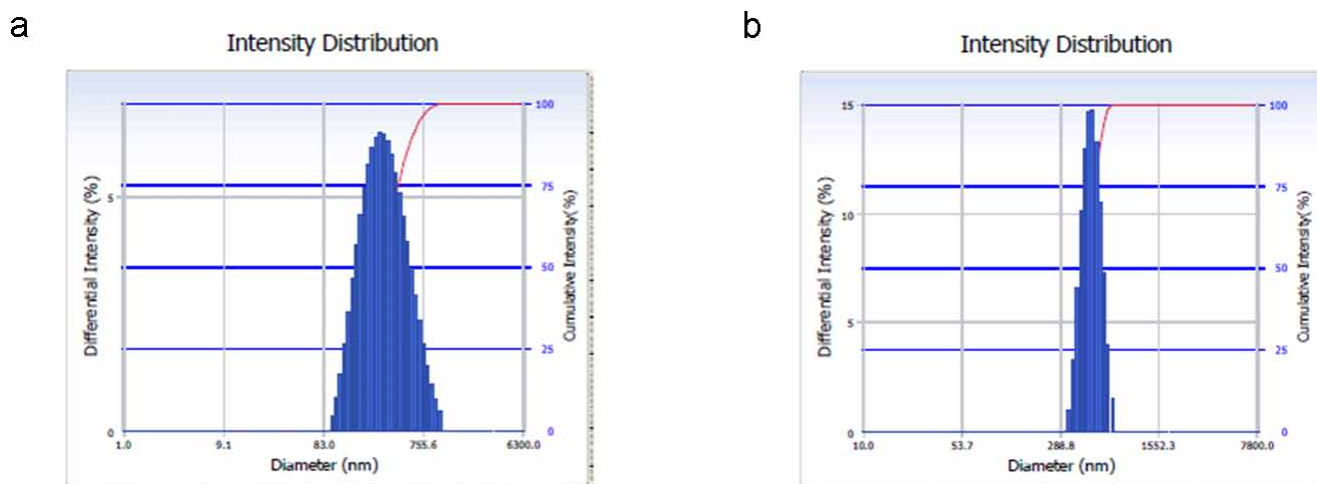 a
Intensity Distribution
Differential Intensity (%)
5
0
100
75
50
25
0
Cumulative Intensity(%)
1.0 9.1 83.0 755.6 6300.0
Diameter (nm)
b
Intensity Distribution
Differential Intensity (%)
15
10
5
0
100
75
50
25
0
Cumulative Intensity(%)
10.0 53.7 288.8 1552.3 7800.0
Diameter (nm)